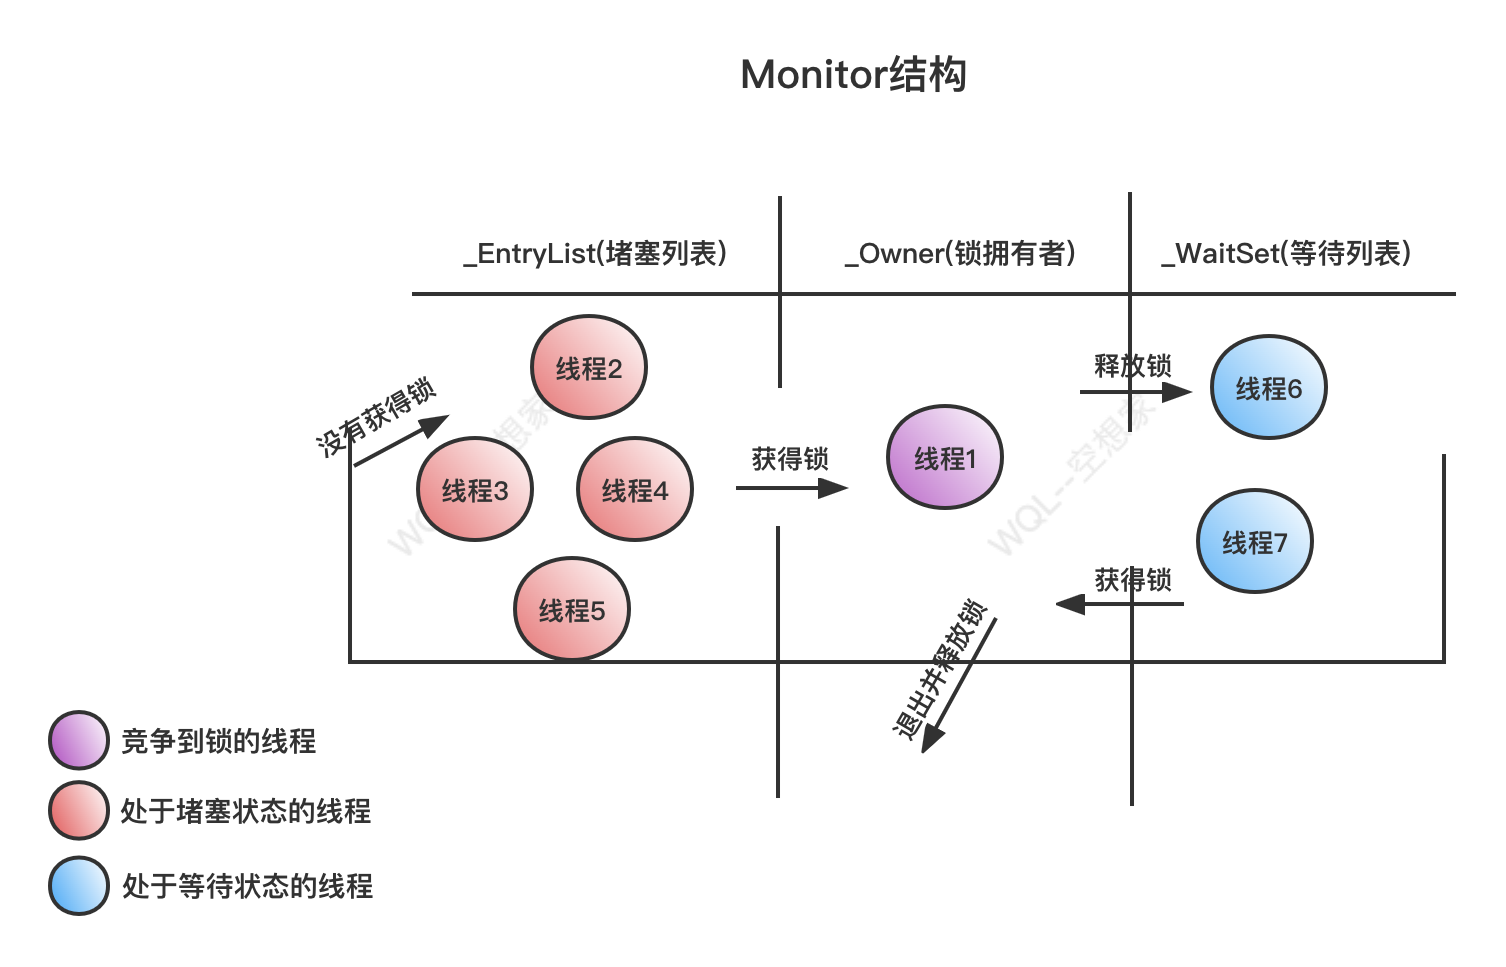 Monitor结构
_EntryList(堵塞列表)
_Owner(锁拥有者)
_WaitSet(等待列表)
没有获得锁
线程2
线程3
线程4
线程5
获得锁
线程1
释放锁
线程6
线程7
获得锁
退出并释放锁
WQL--空想家
竞争到锁的线程
处于堵塞状态的线程
处于等待状态的线程